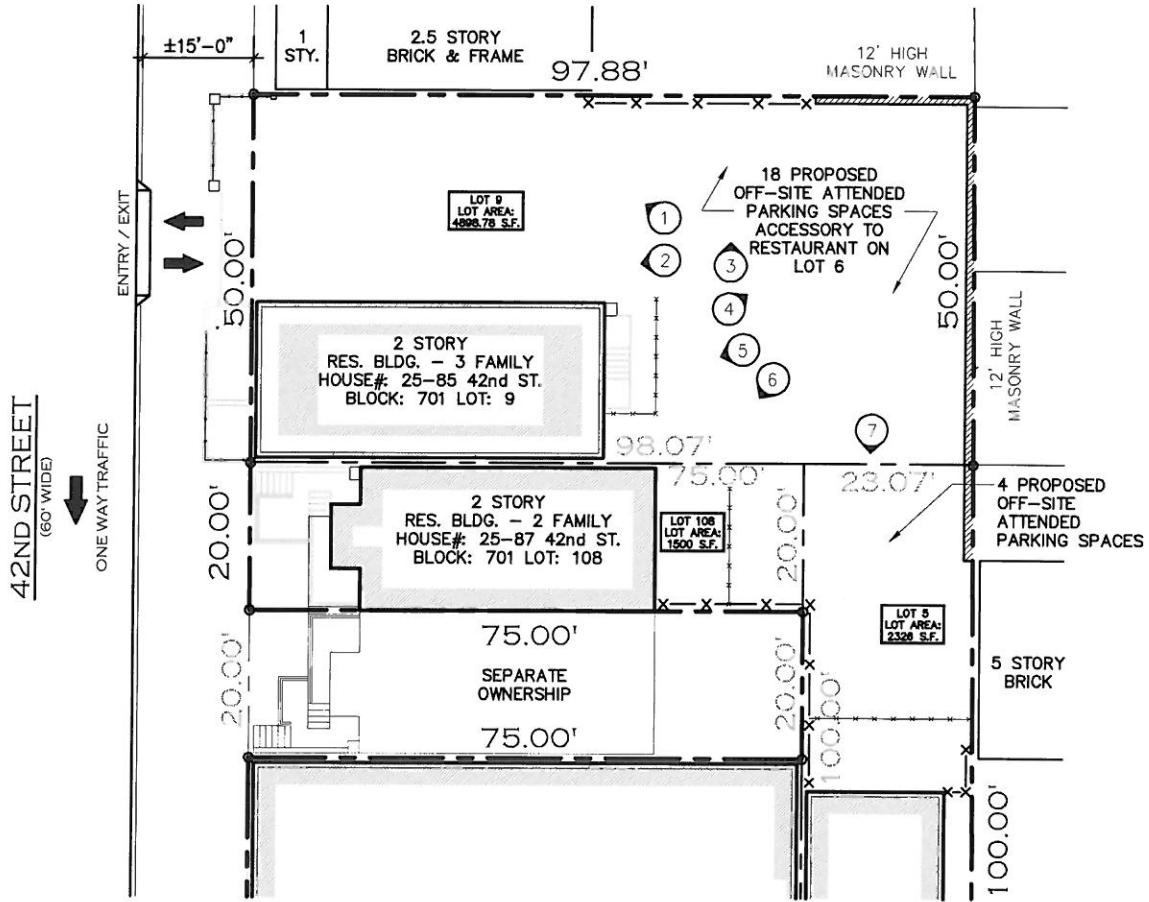 ±15'-0"
1
STY.
2.5 STORY
BRICK & FRAME
97.88'
12' HIGH
MASONRY WALL
ENTRY / EXIT
50.00'
LOT 9
LOT AREA:
4898.78 S.F.
18 PROPOSED
OFF-SITE ATTENDED
PARKING SPACES
ACCESSORY TO
RESTAURANT ON
LOT 6
1
2
3
4
5
6
7
50.00'
12' HIGH
MASONRY WALL
2 STORY
RES. BLDG. - 3 FAMILY
HOUSE#: 25-85 42nd ST.
BLOCK: 701 LOT: 9
98.07'
75.00'
23.07'
42ND STREET
(60' WIDE)
ONE WAY TRAFFIC
20.00'
2 STORY
RES. BLDG. - 2 FAMILY
HOUSE#: 25-87 42nd ST.
BLOCK: 701 LOT: 108
LOT 108
LOT AREA:
1500 S.F.
20.00'
4 PROPOSED
OFF-SITE
ATTENDED
PARKING SPACES
LOT 5
LOT AREA:
2326 S.F.
75.00'
20.00'
SEPARATE
OWNERSHIP
20.00'
75.00'
100.00'
5 STORY
BRICK
100.00'